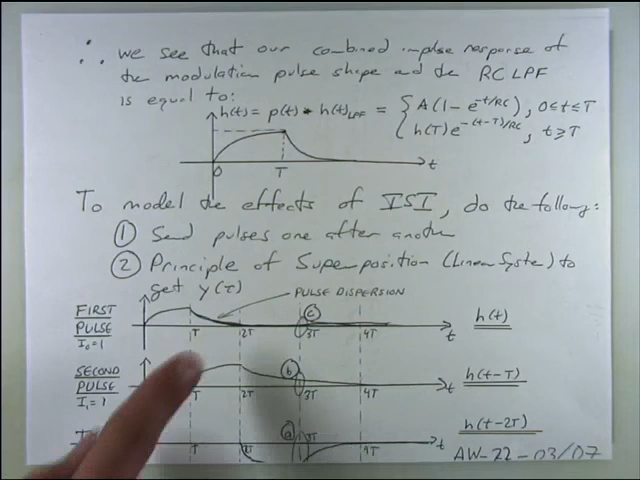 ∴ we see that our combined implse response of
the modulation pulse shape and the RC LPF
is equal to:
h(t) = p(t) * h(t)LPF = { A(1 - e^-t/RC), 0≤t≤T
h(T)e^-(t-T)/RC, t≥T
0 T t
To model the effects of ISI, do the following:
① Send pulses one after another
② Principle of Superposition (Linear System) to
get y(t)
PULSE DISPERSION
FIRST PULSE I₀=1 T 2T 3T 4T t h(t)
c
SECOND PULSE I₁=1 T 2T 3T 4T t h(t-T)
b
T 2T 3T 4T t h(t-2T)
a
AW-22-03/07